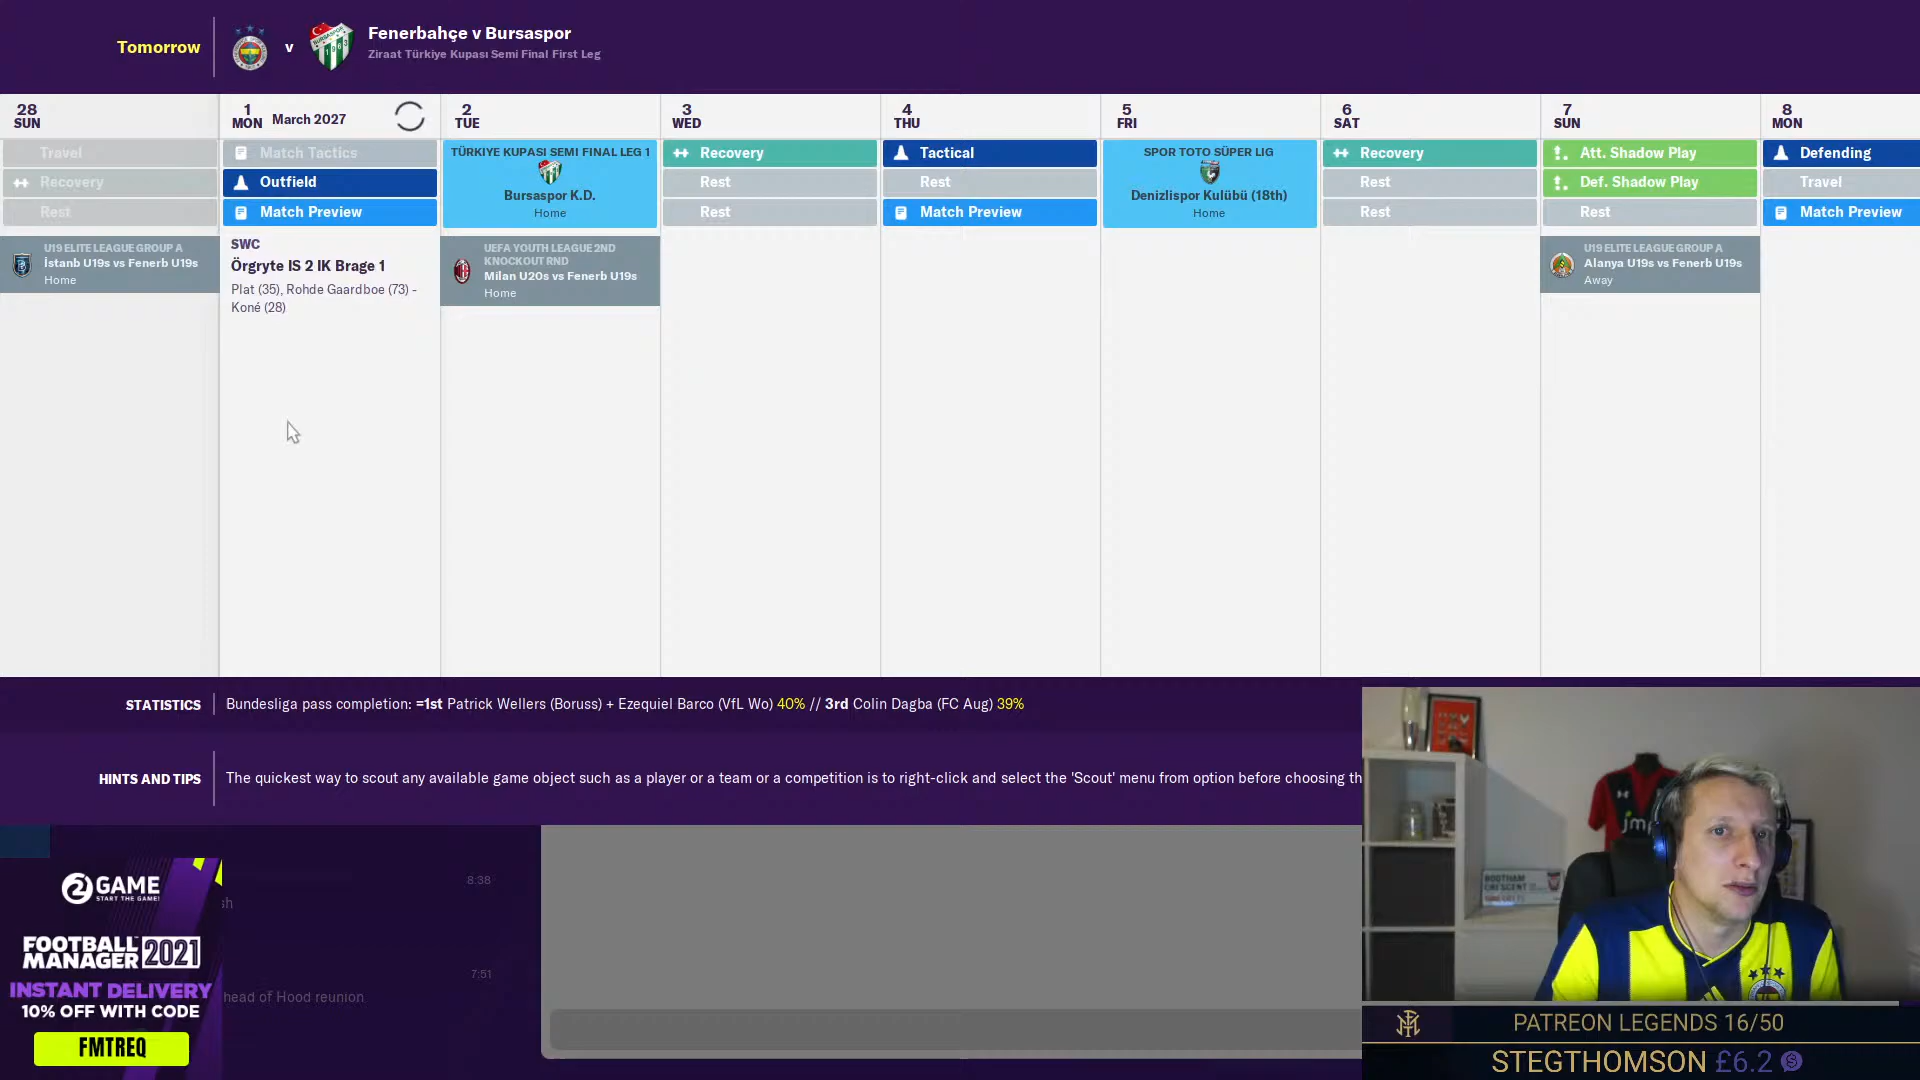 Tomorrow
v
Fenerbahçe v Bursaspor
Ziraat Türkiye Kupası Semi Final First Leg
28
SUN
Travel
Recovery
Rest
U19 ELITE LEAGUE GROUP A
İstanb U19s vs Fenerb U19s
Home
1
MON March 2027
Match Tactics
Outfield
Match Preview
SWC
Örgryte IS 2 IK Brage 1
Plat (35), Rohde Gaardboe (73) -
Koné (28)
2
TUE
TÜRKIYE KUPASI SEMI FINAL LEG 1
Bursaspor K.D.
Home
UEFA YOUTH LEAGUE 2ND
KNOCKOUT RND
Milan U20s vs Fenerb U19s
Home
3
WED
Recovery
Rest
Rest
4
THU
Tactical
Rest
Match Preview
5
FRI
SPOR TOTO SÜPER LIG
Denizlispor Kulübü (18th)
Home
6
SAT
Recovery
Rest
Rest
7
SUN
Att. Shadow Play
Def. Shadow Play
Rest
U19 ELITE LEAGUE GROUP A
Alanya U19s vs Fenerb U19s
Away
8
MON
Defending
Travel
Match Preview
STATISTICS
Bundesliga pass completion: =1st Patrick Wellers (Boruss) + Ezequiel Barco (VfL Wo) 40% // 3rd Colin Dagba (FC Aug) 39%
HINTS AND TIPS
The quickest way to scout any available game object such as a player or a team or a competition is to right-click and select the 'Scout' menu from option before choosing th
8:38
sh
7:51
head of Hood reunion
2GAME
START THE GAME!
FOOTBALL
MANAGER 2021
INSTANT DELIVERY
10% OFF WITH CODE
FMTREQ
BOOTHAM
CRESCENT
PATREON LEGENDS 16/50
STEGTHOMSON £6.2